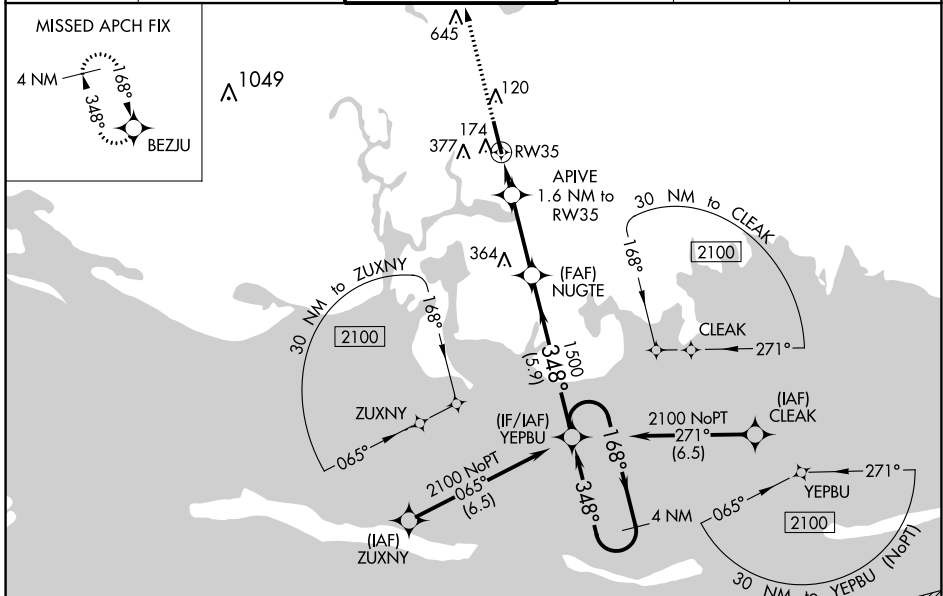 MISSED APCH FIX
4 NM
168°
348°
BEZJU
1049
645
120
174
377
RW35
APIVE
1.6 NM to
RW35
364
(FAF)
NUGTE
30 NM to CLEAK
2100
168°
CLEAK
271°
30 NM to ZUXNY
2100
168°
ZUXNY
065°
1500
348°
(5.9)
(IF/IAF)
YEPBU
2100 NoPT
271°
(6.5)
(IAF)
CLEAK
2100 NoPT
065°
(6.5)
(IAF)
ZUXNY
168°
348°
4 NM
065°
271°
YEPBU
2100
30 NM to YEPBU (NoPT)